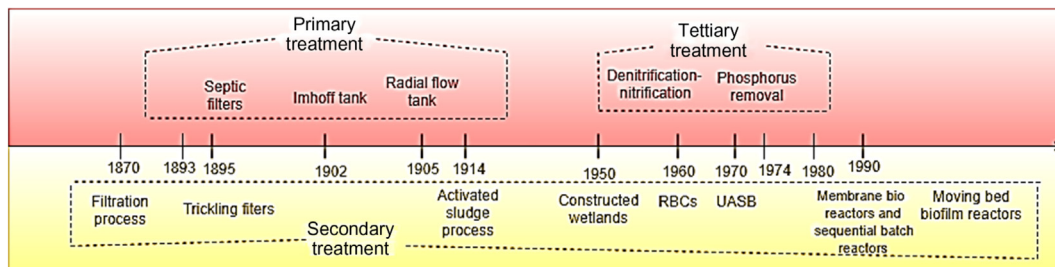 Primary
treatment
Tettiary
treatment
Septic
filters
Imhoff tank
Radial flow
tank
Denitrification-
nitrification
Phosphorus
removal
1870
1893
1895
1902
1905
1914
1950
1960
1970
1974
1980
1990
Filtration
process
Trickling fiters
Activated
sludge
process
Constructed
wetlands
RBCs
UASB
Membrane bio
reactors and
sequential batch
reactors
Moving bed
biofilm reactors
Secondary
treatment